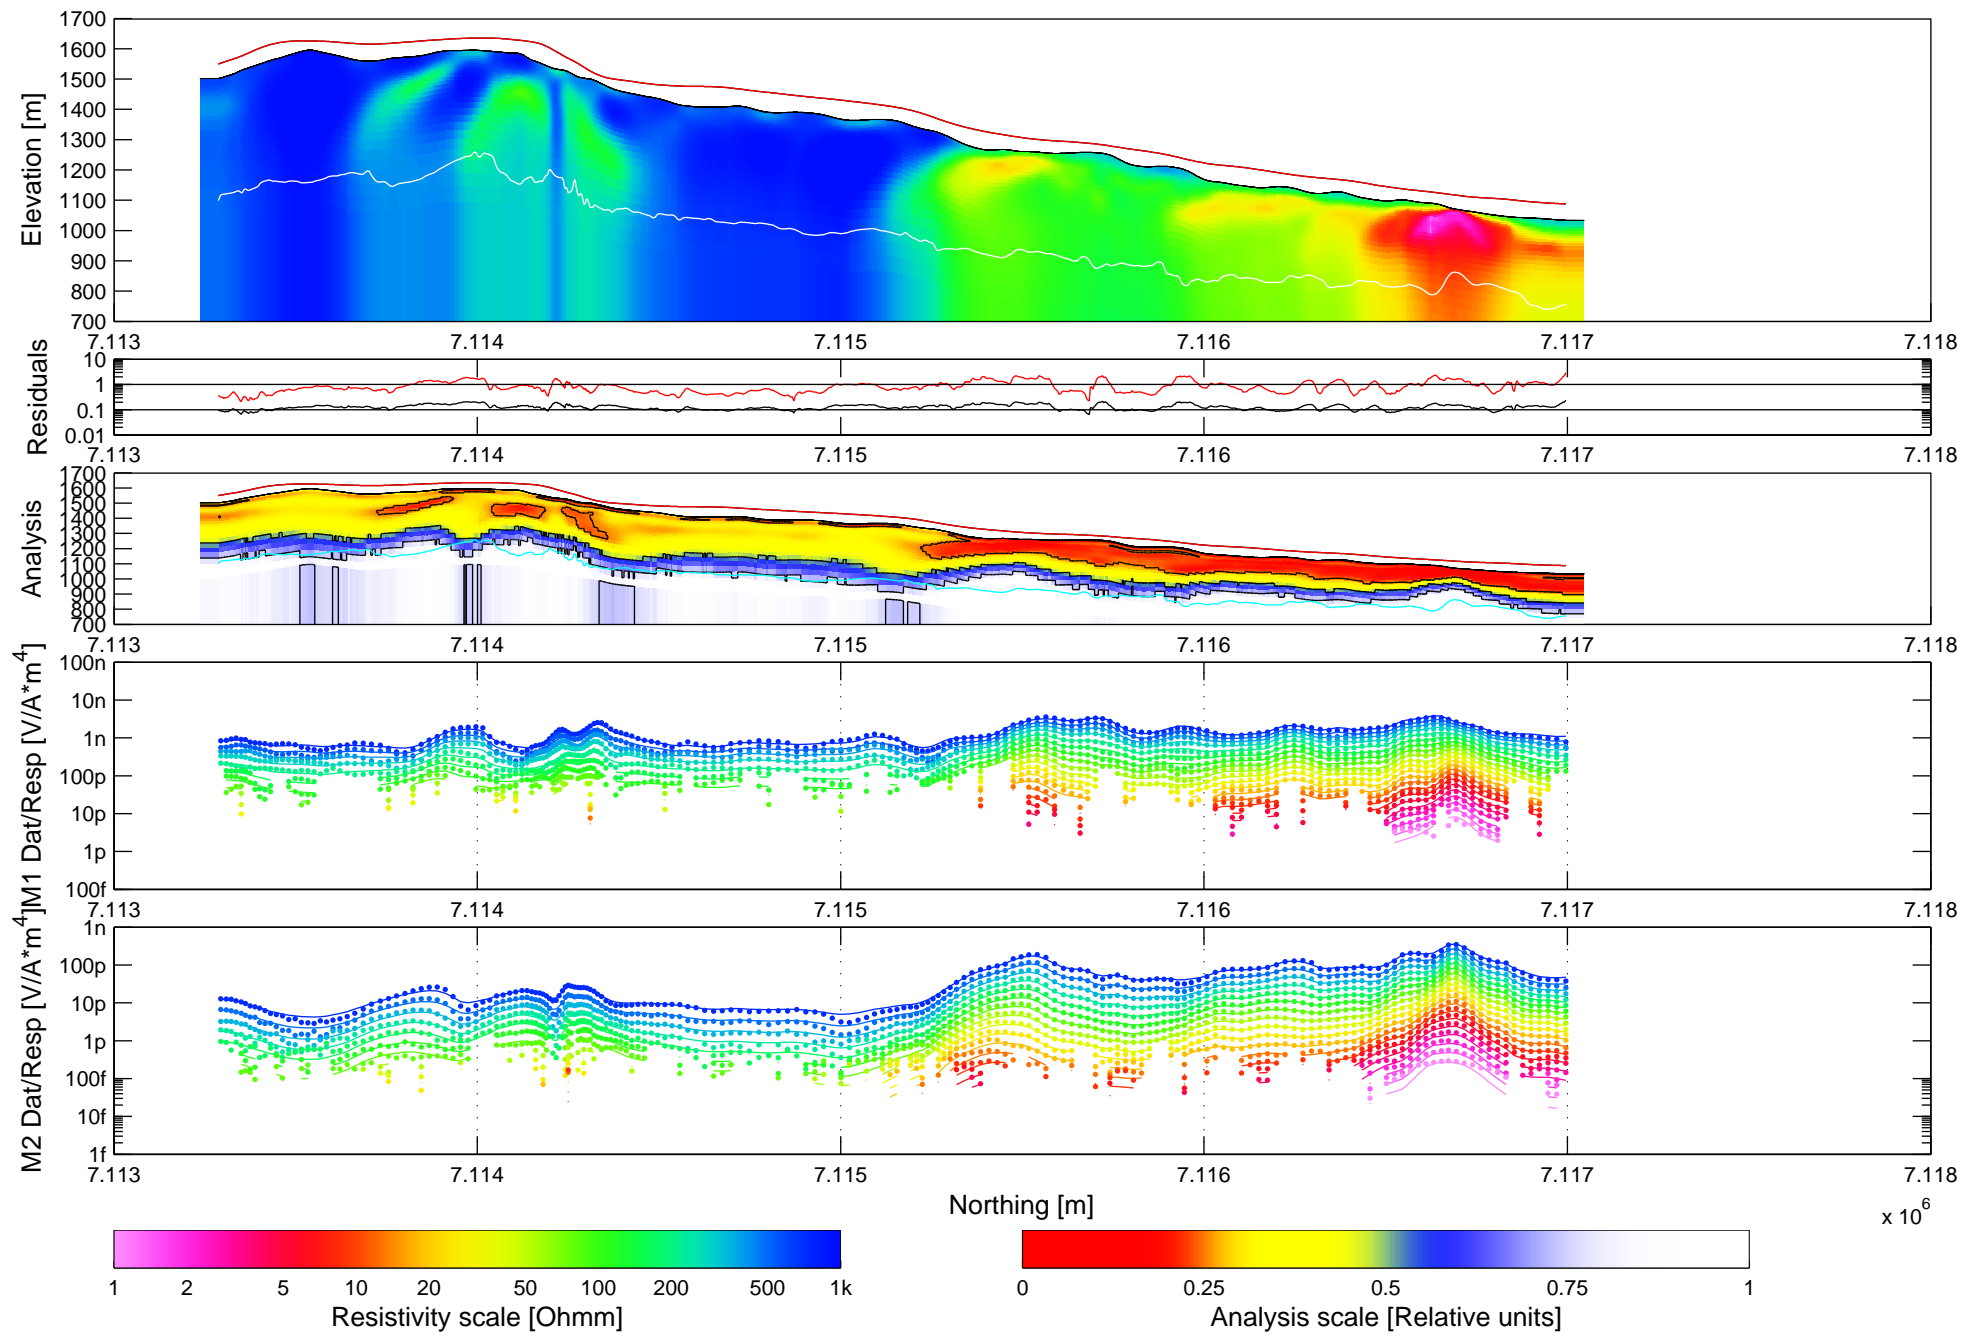 1700
1600
1500
1400
1300
1200
1100
1000
900
800
700
Elevation [m]
7.113 7.114 7.115 7.116 7.117 7.118
10
1
0.1
0.01
Residuals
7.113 7.114 7.115 7.116 7.117 7.118
1700
1600
1500
1400
1300
1200
1100
1000
900
800
700
Analysis
7.113 7.114 7.115 7.116 7.117 7.118
100n
10n
1n
100p
10p
1p
100f
M1 Dat/Resp [V/A*m⁴]
7.113 7.114 7.115 7.116 7.117 7.118
1n
100p
10p
1p
100f
10f
1f
M2 Dat/Resp [V/A*m⁴]
7.113 7.114 7.115 7.116 7.117 7.118
Northing [m]
x 10⁶
1 2 5 10 20 50 100 200 500 1k
Resistivity scale [Ohmm]
0 0.25 0.5 0.75 1
Analysis scale [Relative units]